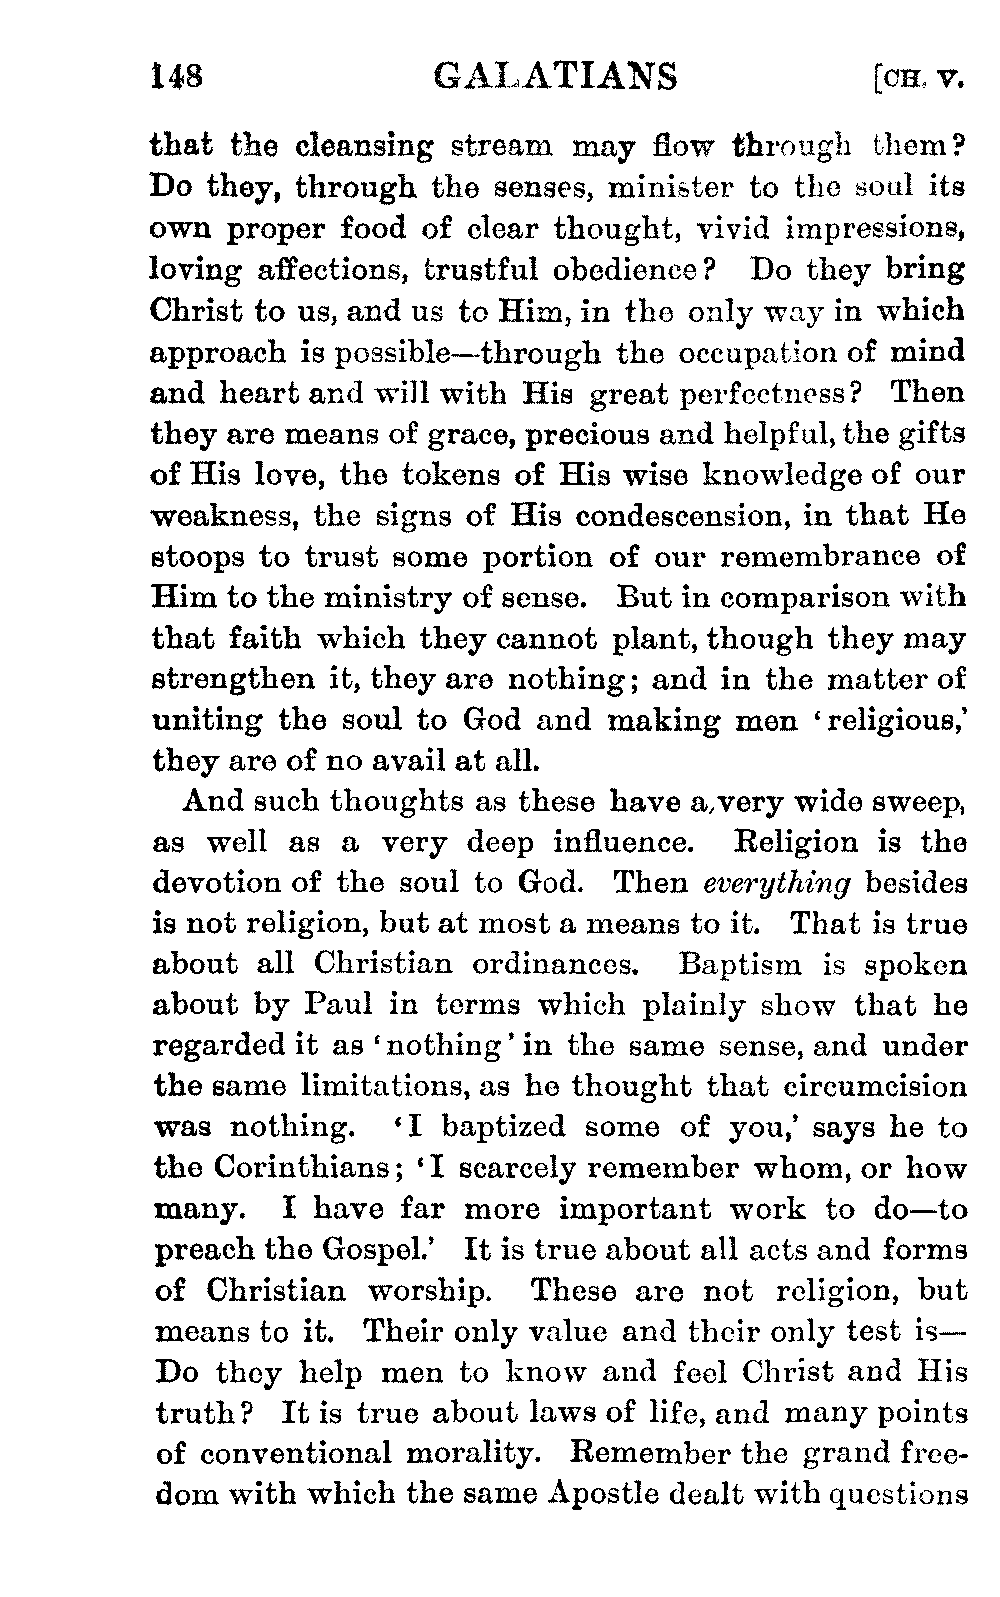 148 GALATIANS [CH. V.
that the cleansing stream may flow through them?
Do they, through the senses, minister to the soul its
own proper food of clear thought, vivid impressions,
loving affections, trustful obedience? Do they bring
Christ to us, and us to Him, in the only way in which
approach is possible—through the occupation of mind
and heart and will with His great perfectness? Then
they are means of grace, precious and helpful, the gifts
of His love, the tokens of His wise knowledge of our
weakness, the signs of His condescension, in that He
stoops to trust some portion of our remembrance of
Him to the ministry of sense. But in comparison with
that faith which they cannot plant, though they may
strengthen it, they are nothing; and in the matter of
uniting the soul to God and making men ‘religious,’
they are of no avail at all.
And such thoughts as these have a very wide sweep,
as well as a very deep influence. Religion is the
devotion of the soul to God. Then everything besides
is not religion, but at most a means to it. That is true
about all Christian ordinances. Baptism is spoken
about by Paul in terms which plainly show that he
regarded it as ‘nothing’ in the same sense, and under
the same limitations, as he thought that circumcision
was nothing. ‘I baptized some of you,’ says he to
the Corinthians; ‘I scarcely remember whom, or how
many. I have far more important work to do—to
preach the Gospel.’ It is true about all acts and forms
of Christian worship. These are not religion, but
means to it. Their only value and their only test is—
Do they help men to know and feel Christ and His
truth? It is true about laws of life, and many points
of conventional morality. Remember the grand free-
dom with which the same Apostle dealt with questions